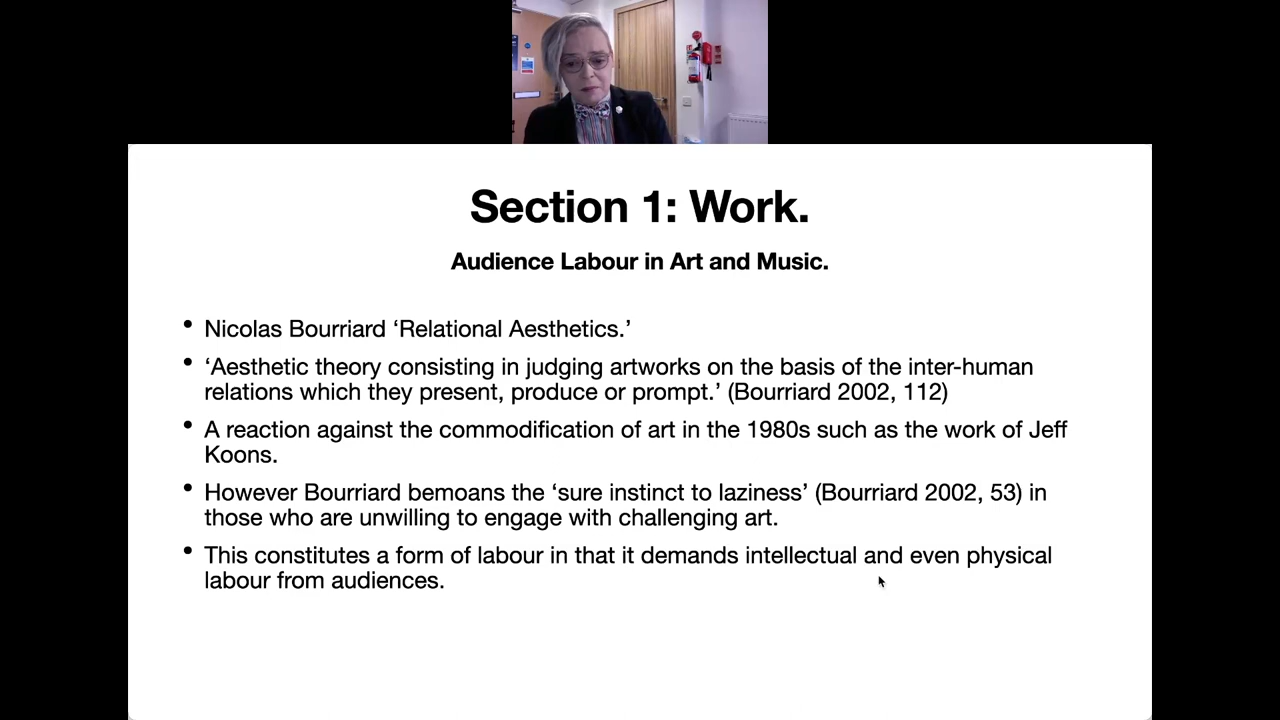 Section 1: Work.
Audience Labour in Art and Music.
• Nicolas Bourriard ‘Relational Aesthetics.’
• ‘Aesthetic theory consisting in judging artworks on the basis of the inter-human
relations which they present, produce or prompt.’ (Bourriard 2002, 112)
• A reaction against the commodification of art in the 1980s such as the work of Jeff
Koons.
• However Bourriard bemoans the ‘sure instinct to laziness’ (Bourriard 2002, 53) in
those who are unwilling to engage with challenging art.
• This constitutes a form of labour in that it demands intellectual and even physical
labour from audiences.